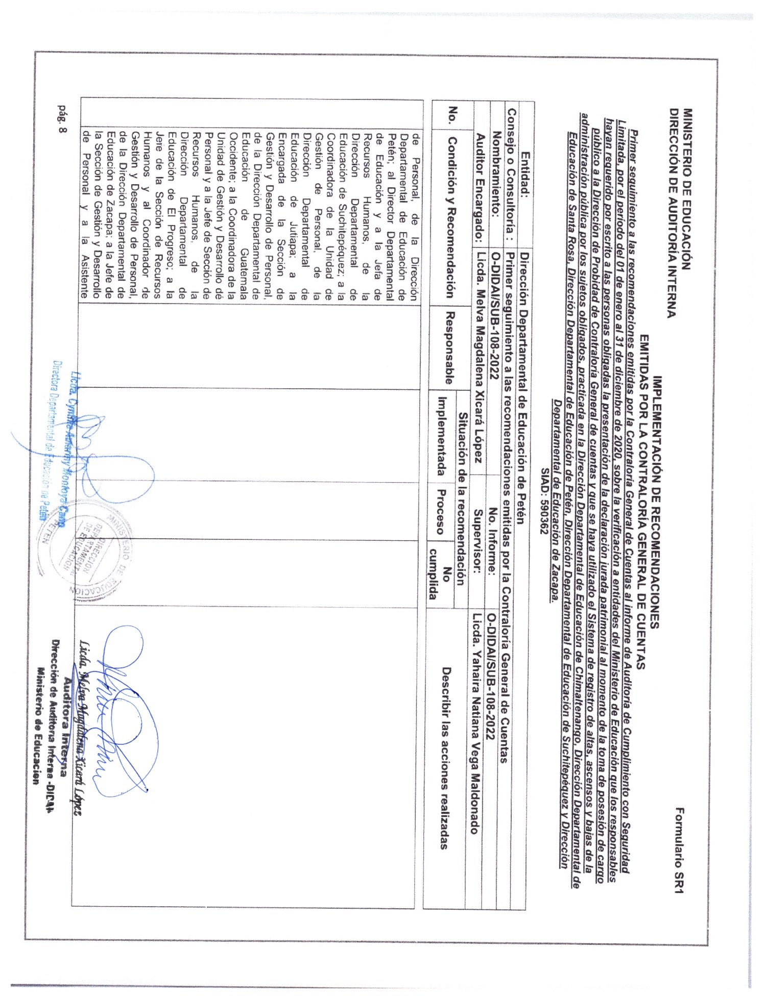 MINISTERIO DE EDUCACIÓN
DIRECCIÓN DE AUDITORÍA INTERNA
Formulario SR1
IMPLEMENTACIÓN DE RECOMENDACIONES
EMITIDAS POR LA CONTRALORÍA GENERAL DE CUENTAS
Primer seguimiento a las recomendaciones emitidas por la Contraloría General de Cuentas al informe de Auditoría de Cumplimiento con Seguridad
Limitada, por el período del 01 de enero al 31 de diciembre de 2020, sobre la verificación a entidades del Ministerio de Educación que los responsables
hayan requerido por escrito a las personas obligadas la presentación de la declaración jurada patrimonial al momento de la toma de posesión de cargo
público a la Dirección de Probidad de Contraloría General de cuentas y que se haya utilizado el Sistema de registro de altas, ascensos y bajas de la
administración pública por los sujetos obligados, practicada en la Dirección Departamental de Educación de Chimaltenango, Dirección Departamental de
Educación de Santa Rosa, Dirección Departamental de Educación de Petén, Dirección Departamental de Educación de Suchitepéquez y Dirección
Departamental de Educación de Zacapa.
SIAD: 590362
Entidad: Dirección Departamental de Educación de Petén
Consejo o Consultoría : Primer seguimiento a las recomendaciones emitidas por la Contraloría General de Cuentas
Nombramiento: O-DIDAI/SUB-108-2022 No. Informe: O-DIDAI/SUB-108-2022
Auditor Encargado: Licda. Melva Magdalena Xicará López Supervisor: Licda. Yahaira Natiana Vega Maldonado
No. Condición y Recomendación Responsable Situación de la recomendación Describir las acciones realizadas
Implementada Proceso No
cumplida
de Personal, de la Dirección
Departamental de Educación de
Petén; al Director Departamental
de Educación y a la Jefa de
Recursos Humanos, de la
Dirección Departamental de
Educación de Suchitepéquez; a la
Coordinadora de la Unidad de
Gestión de Personal, de la
Dirección Departamental de
Educación de Jutiapa; a la
Encargada de la Sección de
Gestión y Desarrollo de Personal,
de la Dirección Departamental de
Educación de Guatemala
Occidente; a la Coordinadora de la
Unidad de Gestión y Desarrollo dé
Personal y a la Jefe de Sección de
Recursos Humanos, de la
Dirección Departamental de
Educación de El Progreso; a la
Jefe de la Sección de Recursos
Humanos y al Coordinador de
Gestión y Desarrollo de Personal,
de la Dirección Departamental de
Educación de Zacapa; a la Jefe de
la Sección de Gestión y Desarrollo
de Personal y a la Asistente
Licda. Cynthia Montoya Cano
Directora Departamental de Educación de Petén
MINISTERIO DE EDUCACION
DIRECCION
DEPARTAMENTAL
DE EDUCACION
PETEN
Licda. Melva Magdalena Xicará López
Auditora Interna
Dirección de Auditoria Interna -DIDAI-
Ministerio de Educacion
pág. 8